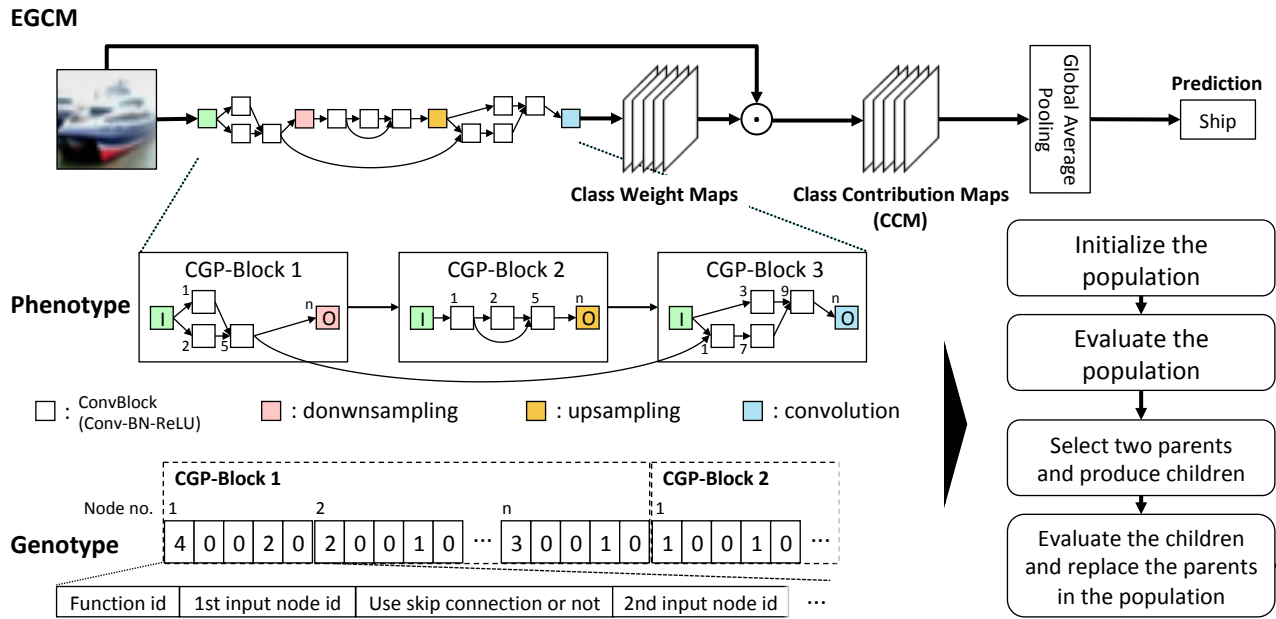 EGCM
Global Average
Pooling
Prediction
Ship
Class Weight Maps
Class Contribution Maps
(CCM)
Phenotype
CGP-Block 1
I
1
2
5
n
O
CGP-Block 2
I
1
2
5
n
O
CGP-Block 3
I
3
9
1
7
n
O
: ConvBlock
(Conv-BN-ReLU)
: donwnsampling
: upsampling
: convolution
Genotype
CGP-Block 1
CGP-Block 2
Node no. 1 2 n 1
4 0 0 2 0 2 0 0 1 0 ... 3 0 0 1 0 1 0 0 1 0 ...
Function id 1st input node id Use skip connection or not 2nd input node id ...
Initialize the
population
Evaluate the
population
Select two parents
and produce children
Evaluate the children
and replace the parents
in the population